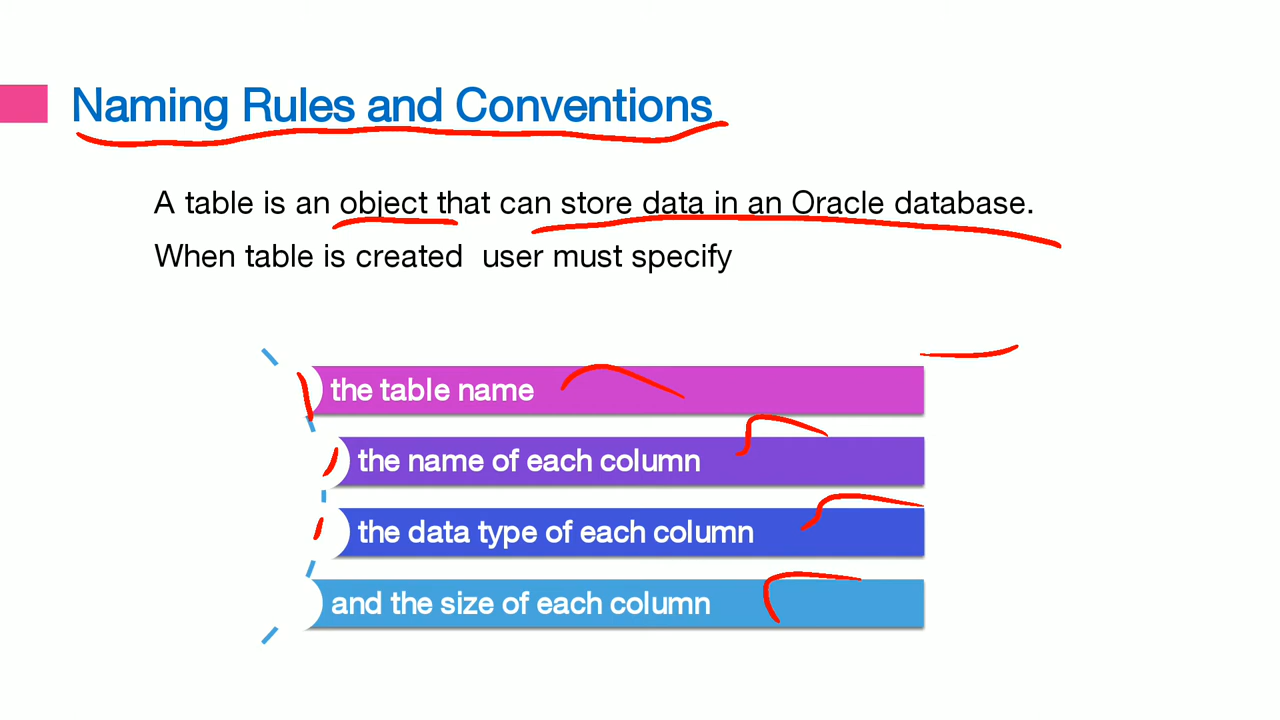 Naming Rules and Conventions
A table is an object that can store data in an Oracle database.
When table is created user must specify
the table name
the name of each column
the data type of each column
and the size of each column